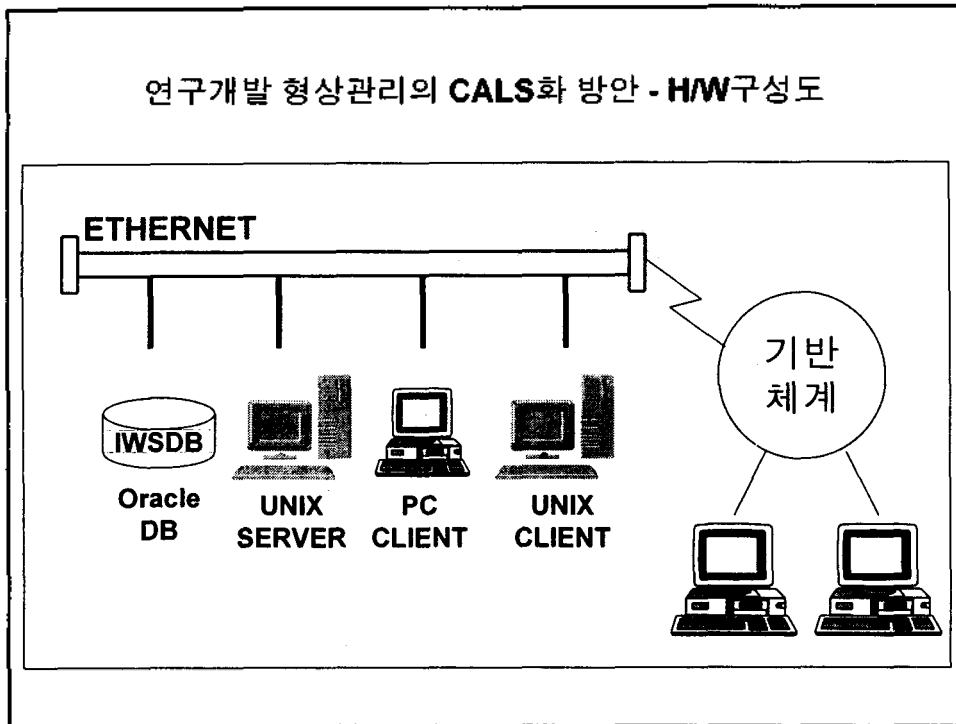 연구개발 형상관리의 CALS화 방안 - H/W구성도
ETHERNET
기반
체계
IWSDB
Oracle
DB
UNIX
SERVER
PC
CLIENT
UNIX
CLIENT